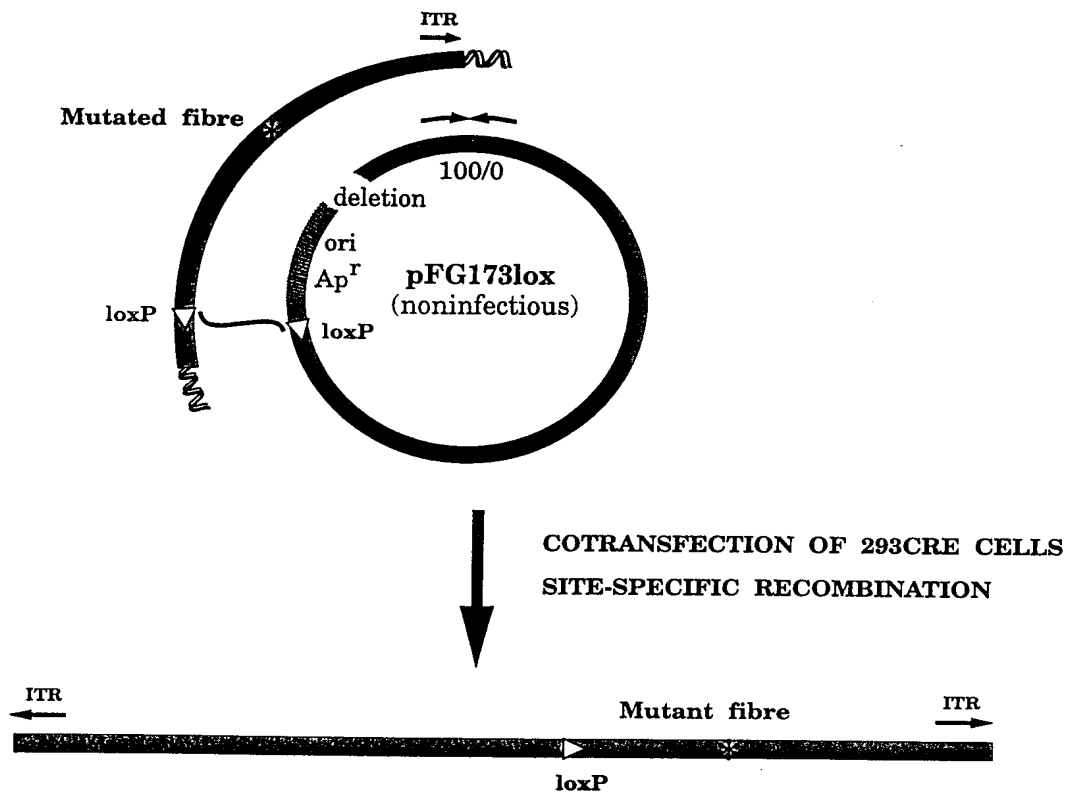 ITR
Mutated fibre
100/0
deletion
ori
Apr
pFG173lox
(noninfectious)
loxP
loxP
COTRANSFECTION OF 293CRE CELLS
SITE-SPECIFIC RECOMBINATION
ITR
Mutant fibre
ITR
loxP